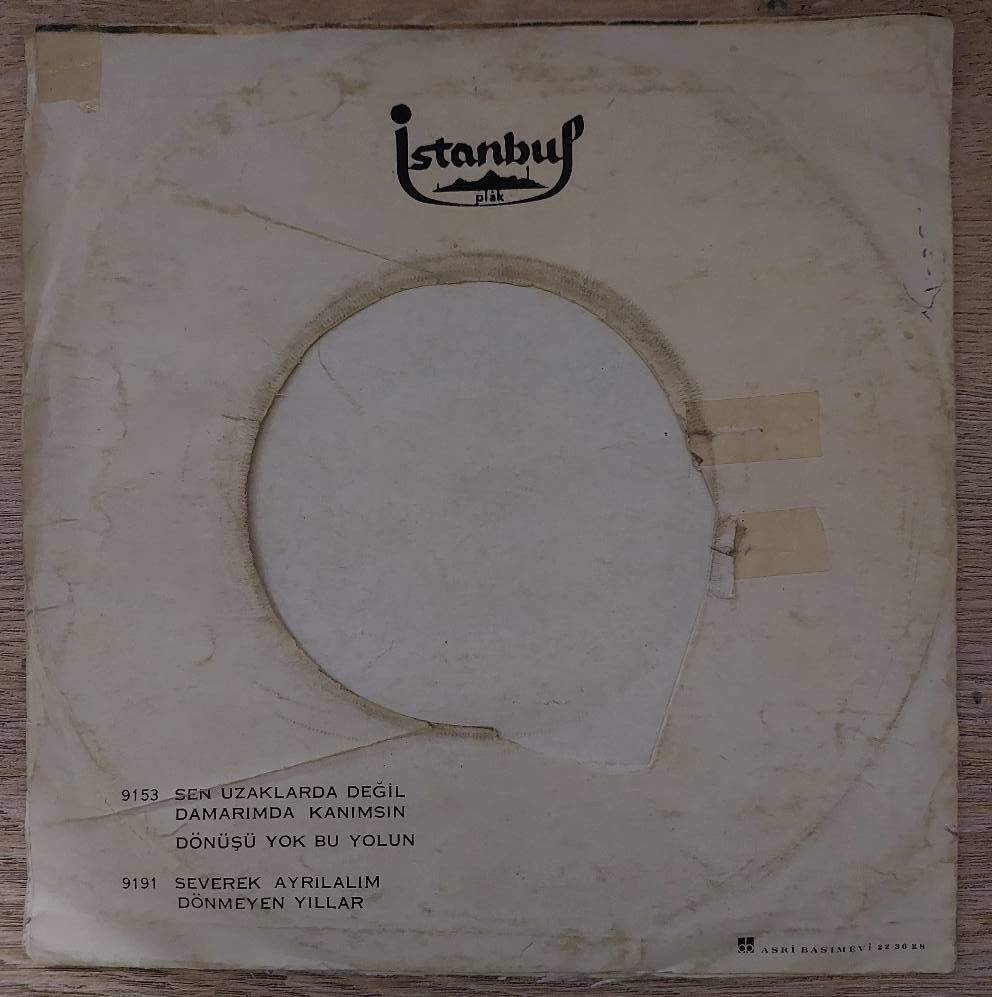 istanbul
plâk
9153 SEN UZAKLARDA DEĞİL
DAMARIMDA KANIMSIN
DÖNÜŞÜ YOK BU YOLUN
9191 SEVEREK AYRILALIM
DÖNMEYEN YILLAR
ASRİ BASIMEVİ 22 36 28